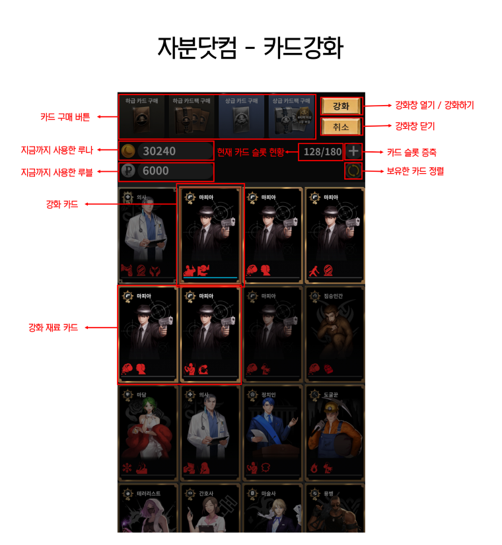 자분닷컴 - 카드강화
하급 카드 구매
하급 카드팩 구매
상급 카드 구매
상급 카드팩 구매
강화
강화창 열기 / 강화하기
카드 구매 버튼
취소
강화창 닫기
지금까지 사용한 루나
30240
현재 카드 슬롯 현황
128/180
카드 슬롯 증축
지금까지 사용한 루블
6000
보유한 카드 정렬
강화 카드
의사
마피아
마피아
마피아
강화 재료 카드
마피아
마피아
마피아
짐승인간
마담
의사
정치인
도굴꾼
테러리스트
간호사
마술사
용병